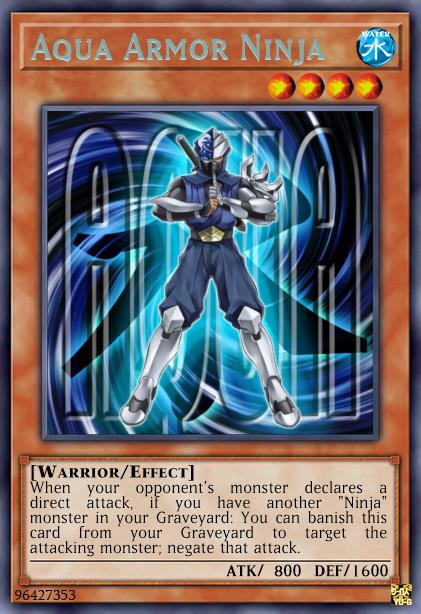 AQUA ARMOR NINJA
WATER
水
AQUA
[WARRIOR/EFFECT]
When your opponent's monster declares a
direct attack, if you have another "Ninja"
monster in your Graveyard: You can banish this
card from your Graveyard to target the
attacking monster; negate that attack.
ATK/ 800 DEF/1600
96427353